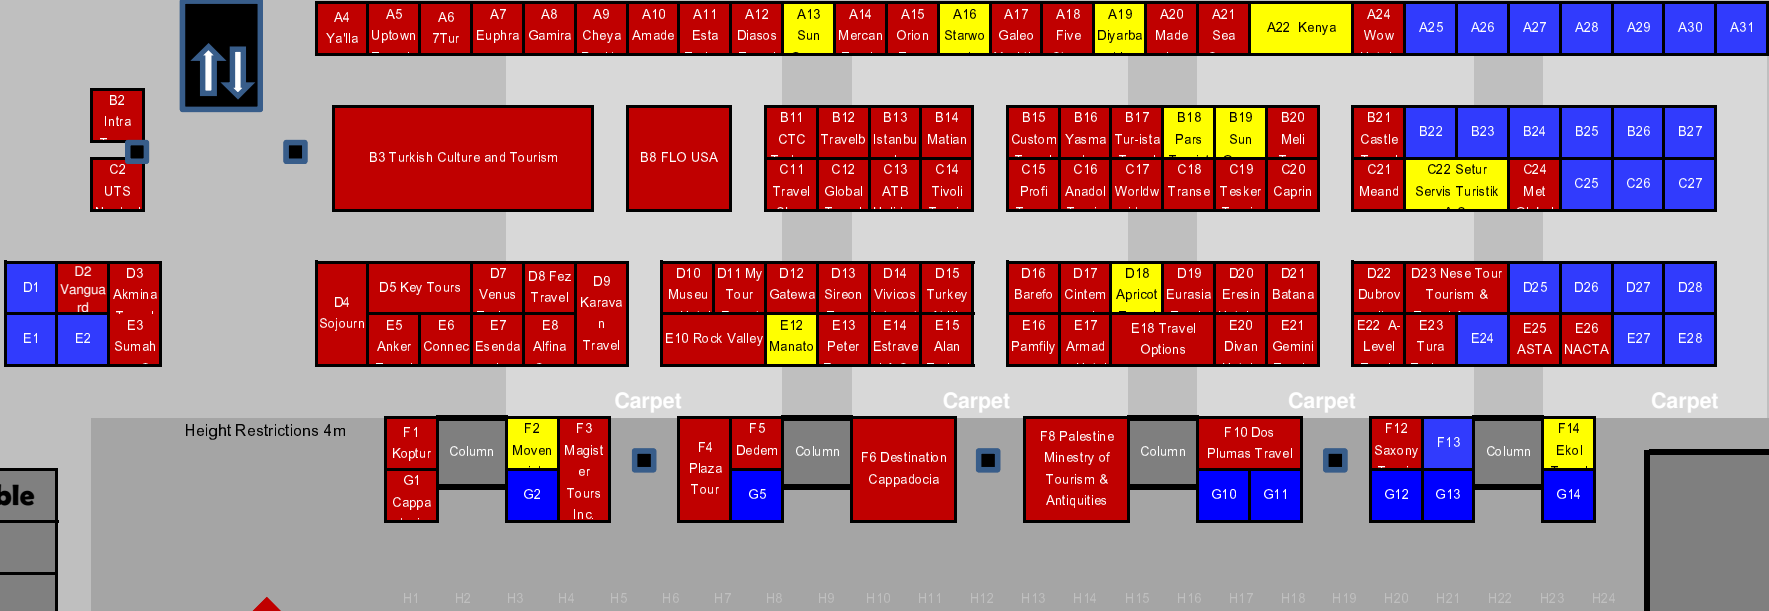 A4
Ya'lla
A5
Uptown
A6
7Tur
A7
Euphra
A8
Gamira
A9
Cheya
A10
Amade
A11
Esta
A12
Diasos
A13
Sun
A14
Mercan
A15
Orion
A16
Starwo
A17
Galeo
A18
Five
A19
Diyarba
A20
Made
A21
Sea
A22 Kenya
A24
Wow
A25
A26
A27
A28
A29
A30
A31
B2
Intra
C2
UTS
B3 Turkish Culture and Tourism
B8 FLO USA
B11
CTC
B12
Travelb
B13
Istanbu
B14
Matian
B15
Custom
B16
Yasma
B17
Tur-ista
B18
Pars
B19
Sun
B20
Meli
B21
Castle
B22
B23
B24
B25
B26
B27
C11
Travel
C12
Global
C13
ATB
C14
Tivoli
C15
Profi
C16
Anadol
C17
Worldw
C18
Transe
C19
Tesker
C20
Caprin
C21
Meand
C22 Setur
Servis Turistik
C24
Met
C25
C26
C27
D1
D2
Vangua
rd
D3
Akmina
D4
Sojourn
D5 Key Tours
D7
Venus
D8 Fez
Travel
D9
Karava
n
Travel
D10
Museu
D11 My
Tour
D12
Gatewa
D13
Sireon
D14
Vivicos
D15
Turkey
D16
Barefo
D17
Cintem
D18
Apricot
D19
Eurasia
D20
Eresin
D21
Batana
D22
Dubrov
D23 Nese Tour
Tourism &
D25
D26
D27
D28
E1
E2
E3
Sumah
E5
Anker
E6
Connec
E7
Esenda
E8
Alfina
E10 Rock Valley
E12
Manato
E13
Peter
E14
Estrave
E15
Alan
E16
Pamfily
E17
Armad
E18 Travel
Options
E20
Divan
E21
Gemini
E22 A-
Level
E23
Tura
E24
E25
ASTA
E26
NACTA
E27
E28
Carpet
Carpet
Carpet
Carpet
Height Restrictions 4m
F1
Koptur
Column
F2
Moven
F3
Magist
er
Tours
Inc.
F4
Plaza
Tour
F5
Dedem
Column
F6 Destination
Cappadocia
F8 Palestine
Minestry of
Tourism &
Antiquities
Column
F10 Dos
Plumas Travel
F12
Saxony
F13
Column
F14
Ekol
G1
Cappa
G2
G5
G10
G11
G12
G13
G14
ble
H1
H2
H3
H4
H5
H6
H7
H8
H9
H10
H11
H12
H13
H14
H15
H16
H17
H18
H19
H20
H21
H22
H23
H24